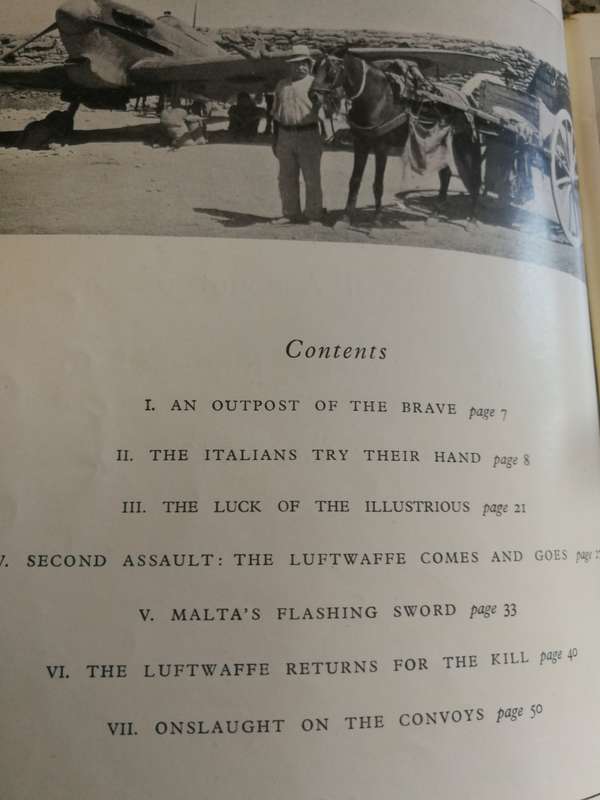 Contents
I. AN OUTPOST OF THE BRAVE page 7
II. THE ITALIANS TRY THEIR HAND page 8
III. THE LUCK OF THE ILLUSTRIOUS page 21
SECOND ASSAULT: THE LUFTWAFFE COMES AND GOES page
V. MALTA'S FLASHING SWORD page 33
VI. THE LUFTWAFFE RETURNS FOR THE KILL page 40
VII. ONSLAUGHT ON THE CONVOYS page 50